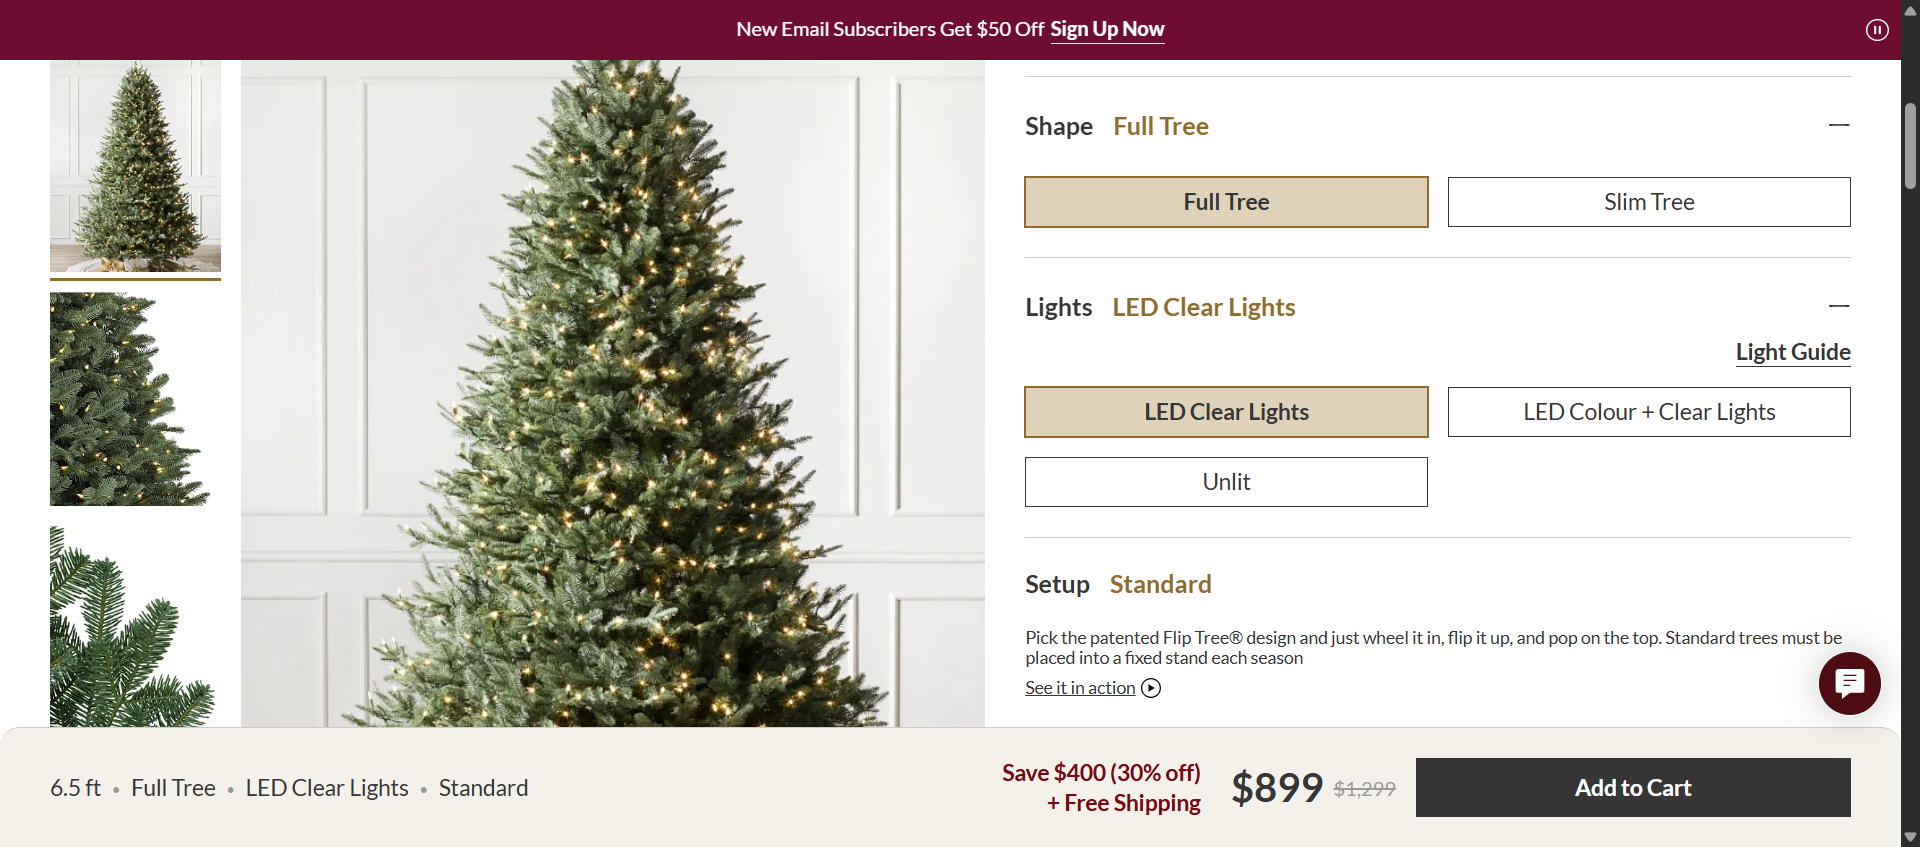 New Email Subscribers Get $50 Off Sign Up Now
Shape Full Tree
Full Tree
Slim Tree
Lights LED Clear Lights
Light Guide
LED Clear Lights
LED Colour + Clear Lights
Unlit
Setup Standard
Pick the patented Flip Tree® design and just wheel it in, flip it up, and pop on the top. Standard trees must be
placed into a fixed stand each season
See it in action
6.5 ft • Full Tree • LED Clear Lights • Standard
Save $400 (30% off)
+ Free Shipping
$899 $1,299
Add to Cart